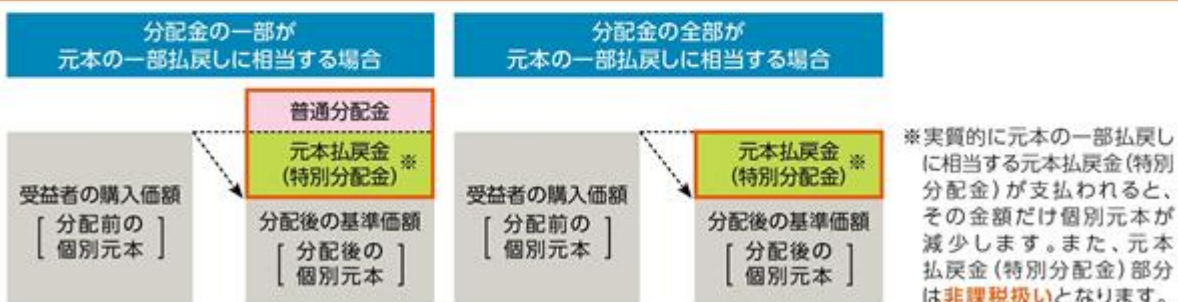 分配金の一部が
元本の一部払戻しに相当する場合
普通分配金
元本払戻金
(特別分配金)※
受益者の購入価額
[分配前の
個別元本]
分配後の基準価額
[分配後の
個別元本]
分配金の全部が
元本の一部払戻しに相当する場合
元本払戻金
(特別分配金)※
受益者の購入価額
[分配前の
個別元本]
分配後の基準価額
[分配後の
個別元本]
※実質的に元本の一部払戻し
に相当する元本払戻金(特別
分配金)が支払われると、
その金額だけ個別元本が
減少します。また、元本
払戻金(特別分配金)部分
は非課税扱いとなります。